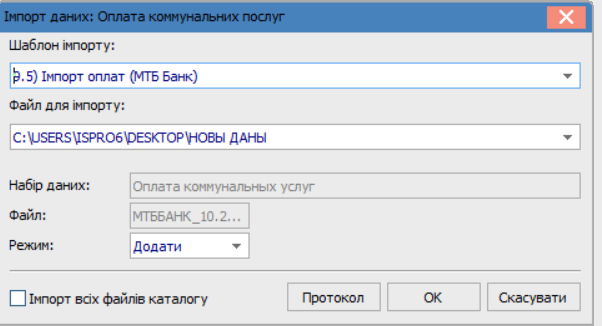 Імпорт даних: Оплата коммунальних послуг
Шаблон імпорту:
9.5) Імпорт оплат (МТБ Банк)
Файл для імпорту:
C:\USERS\ISPRO6\DESKTOP\НОВЫ ДАНЫ
Набір даних: Оплата коммунальных услуг
Файл: МТББАНК_10.2...
Режим: Додати
Імпорт всіх файлів каталогу Протокол ОК Скасувати